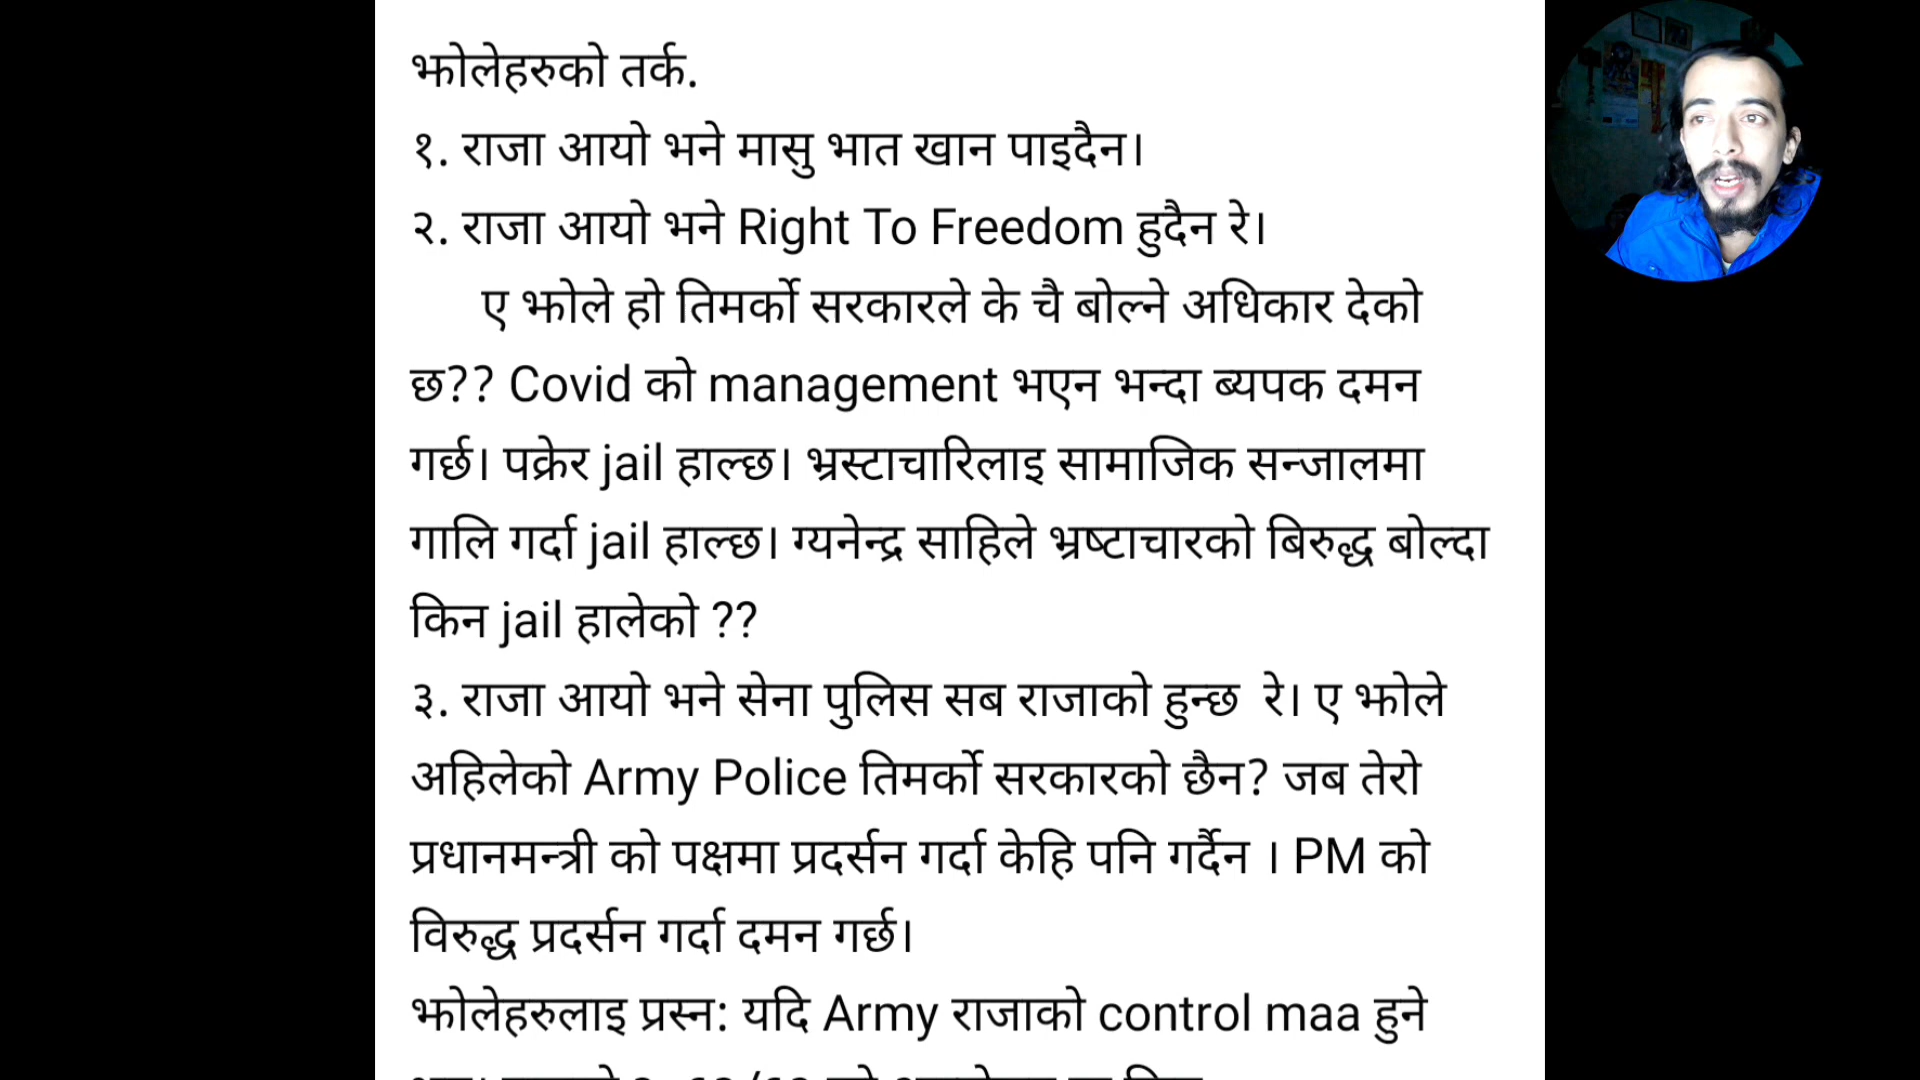 झोलेहरुको तर्क.
१. राजा आयो भने मासु भात खान पाइदैन।
२. राजा आयो भने Right To Freedom हुदैन रे।
ए झोले हो तिमर्को सरकारले के चै बोल्ने अधिकार देको
छ?? Covid को management भएन भन्दा ब्यपक दमन
गर्छ। पक्रेर jail हाल्छ। भ्रस्टाचारिलाइ सामाजिक सन्जालमा
गालि गर्दा jail हाल्छ। ग्यनेन्द्र साहिले भ्रष्टाचारको बिरुद्ध बोल्दा
किन jail हालेको ??
३. राजा आयो भने सेना पुलिस सब राजाको हुन्छ रे। ए झोले
अहिलेको Army Police तिमर्को सरकारको छैन? जब तेरो
प्रधानमन्त्री को पक्षमा प्रदर्सन गर्दा केहि पनि गर्दैन । PM को
विरुद्ध प्रदर्सन गर्दा दमन गर्छ।
झोलेहरुलाइ प्रस्न: यदि Army राजाको control maa हुने